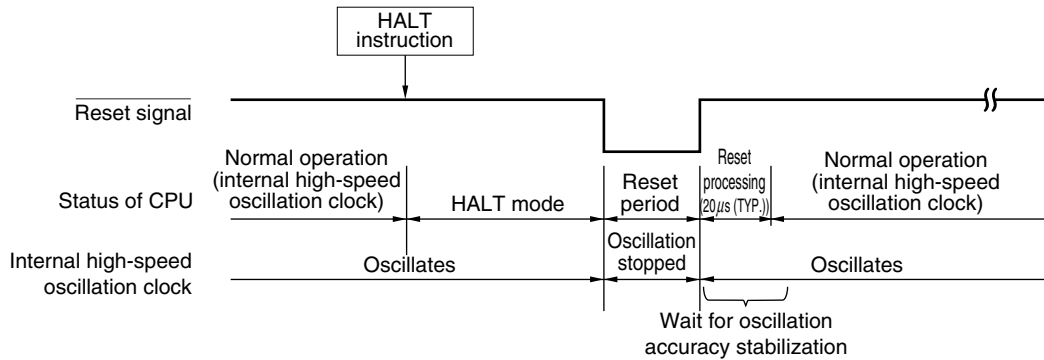 HALT
instruction
Reset signal
Normal operation
(internal high-speed
oscillation clock)
Status of CPU
HALT mode
Reset
period
Reset
processing
(20μs (TYP.))
Normal operation
(internal high-speed
oscillation clock)
Internal high-speed
oscillation clock
Oscillates
Oscillation
stopped
Oscillates
Wait for oscillation
accuracy stabilization